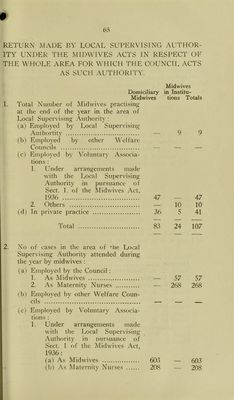 65
RETURN MADE BY LOCAL SUPERVISING AUTHOR-
ITY UNDER THE MIDWIVES ACTS IN RESPECT OF
THE WHOLE AREA FOR WHICH THE COUNCIL ACTS
AS SUCH AUTHORITY.
Midwives
Domiciliary in Institu-
Midwives tions Totals
1. Total Number of Midwives practising
at the end of the year in the area of
Local Supervising Authority:
(a) Employed by Local Supervising
Authortity ........ — 9 9
(b) Employed by other Welfare
Councils ........ — — —
(c) Employed by Voluntary Associa-
tions:
1. Under arrangements made
with the Local Supervising
Authority in pursuance of
Sect. 1. of the Midwives Act,
1936 ........ 47 — 47
2. Others ........ — 10 10
(d) In private practice ........ 36 5 41
Total ........ 83 24 107
2. No of cases in the area of the Local
Supervising Authority attended during
the year by midwives:
(a) Employed by the Council:
1. As Midwives ........ — 57 57
2. As Maternity Nurses ........ — 268 268
(b) Employed by other Welfare Coun-
cils ........ — — —
(c) Employed by Voluntary Associa-
tions:
1. Under arrangements made
with the Local Supervising
Authority in pursuance of
Sect. 1 of the Midwives Act,
1936:
(a) As Midwives ........ 603 — 603
(b) As Maternity Nurses ...... 208 — 208